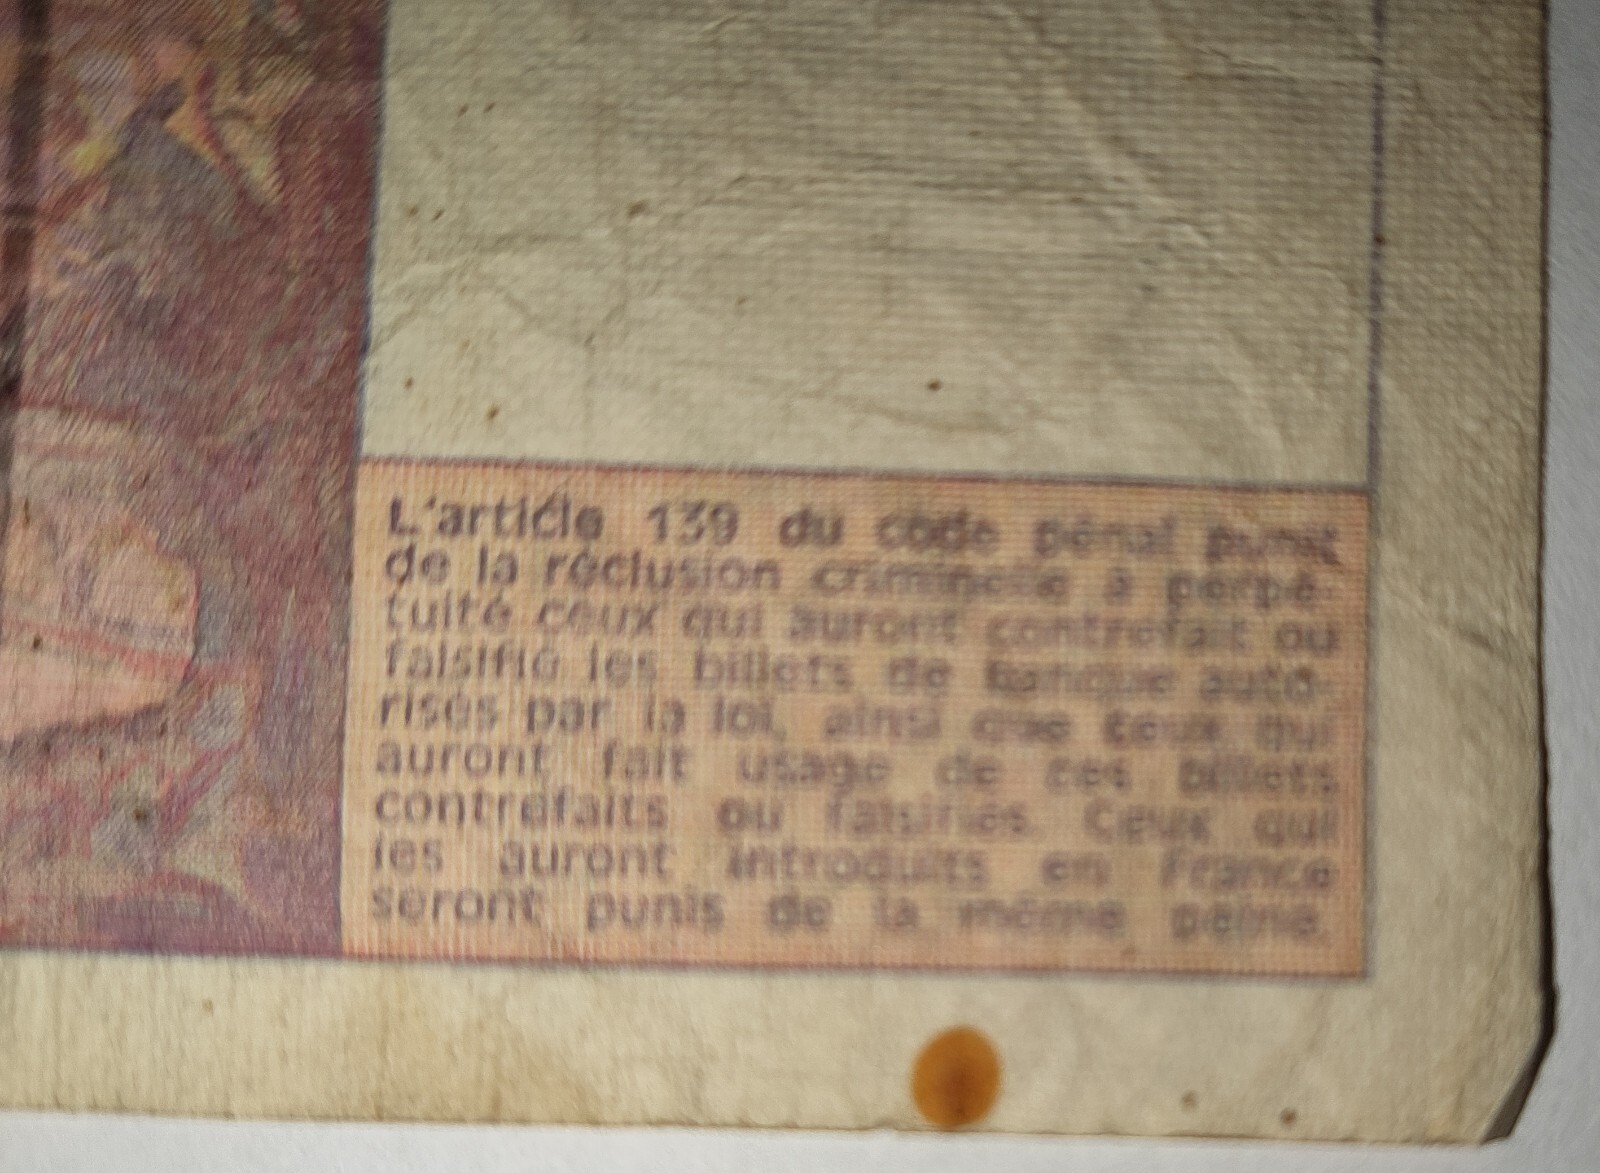 L'article 139 du code pénal punit
de la réclusion criminelle à perpé-
tuité ceux qui auront contrefait ou
falsifié les billets de banque auto-
risés par la loi, ainsi que ceux qui
auront fait usage de ces billets
contrefaits ou falsifiés. Ceux qui
les auront introduits en France
seront punis de la même peine.